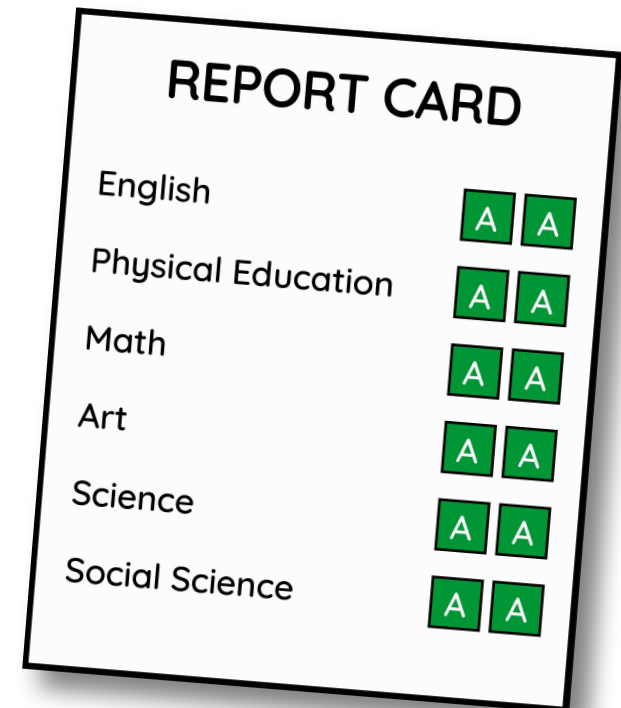 REPORT CARD
English A A
Physical Education A A
Math A A
Art A A
Science A A
Social Science A A